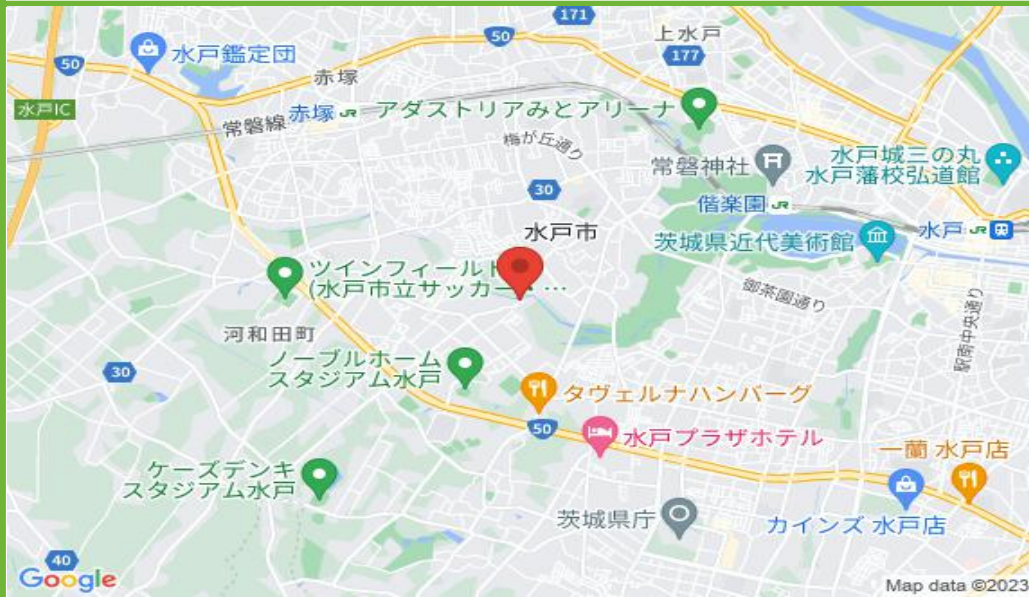 171
50
上水戸
177
水戸鑑定団
50
赤塚
水戸IC
赤塚 JR
アダストリアみとアリーナ
常磐線
梅が丘通り
常磐神社
水戸城三の丸
水戸藩校弘道館
30
偕楽園 JR
水戸市
茨城県近代美術館
水戸 JR
ツインフィールド
(水戸市立サッカー…
御茶園通り
駅南中央通り
河和田町
ノーブルホーム
スタジアム水戸
30
タヴェルナハンバーグ
50
水戸プラザホテル
一蘭 水戸店
ケーズデンキ
スタジアム水戸
茨城県庁
カインズ 水戸店
40
Google
Map data ©2023